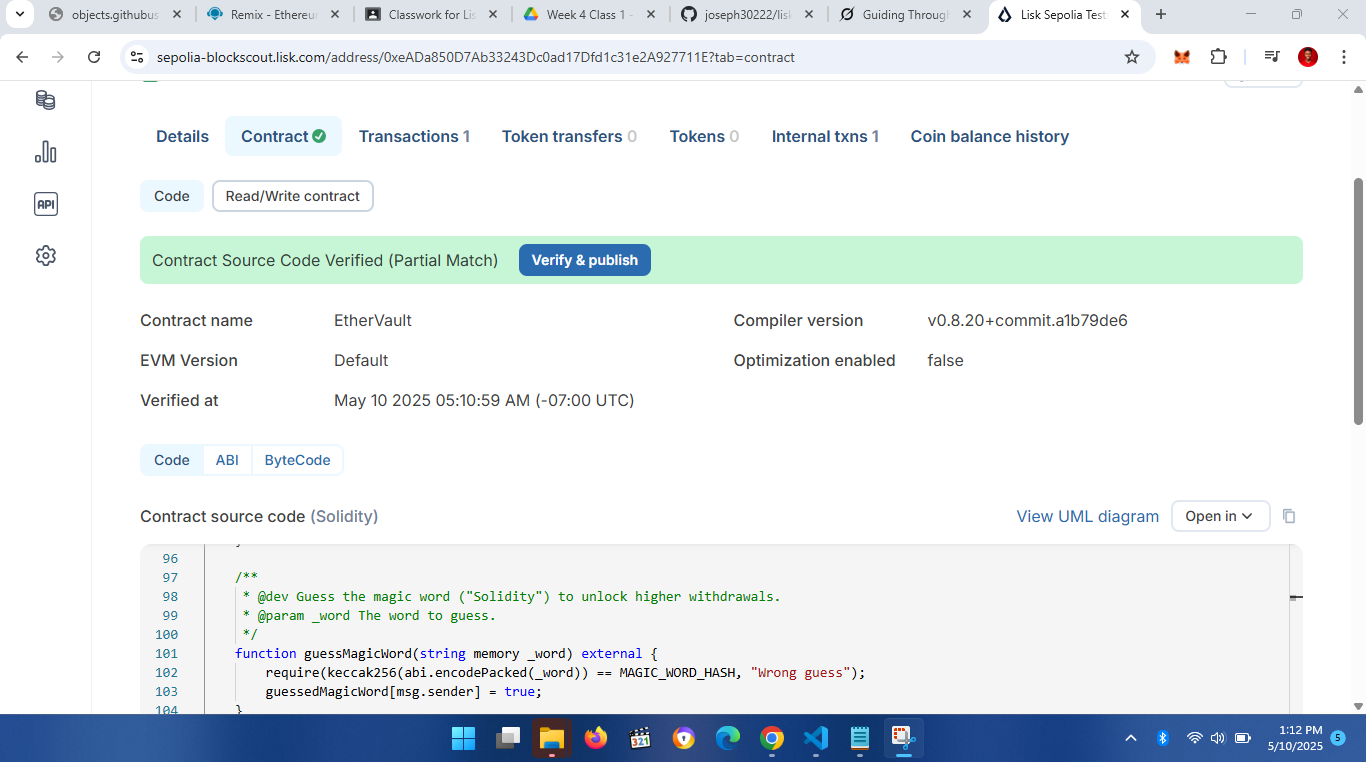 objects.githubus
Remix - Ethereu
Classwork for Lis
Week 4 Class 1 -
joseph30222/lisk
Guiding Through
Lisk Sepolia Test
sepolia-blockscout.lisk.com/address/0xeADa850D7Ab33243Dc0ad17Dfd1c31e2A927711E?tab=contract
Details Contract Transactions 1 Token transfers 0 Tokens 0 Internal txns 1 Coin balance history
API
Code Read/Write contract
Contract Source Code Verified (Partial Match) Verify & publish
Contract name EtherVault Compiler version v0.8.20+commit.a1b79de6
EVM Version Default Optimization enabled false
Verified at May 10 2025 05:10:59 AM (-07:00 UTC)
Code ABI ByteCode
Contract source code (Solidity) View UML diagram Open in
96 }
97 /**
98 * @dev Guess the magic word ("Solidity") to unlock higher withdrawals.
99 * @param _word The word to guess.
100 */
101 function guessMagicWord(string memory _word) external {
102 require(keccak256(abi.encodePacked(_word)) == MAGIC_WORD_HASH, "Wrong guess");
103 guessedMagicWord[msg.sender] = true;
104 }
321
1:12 PM
5/10/2025
5